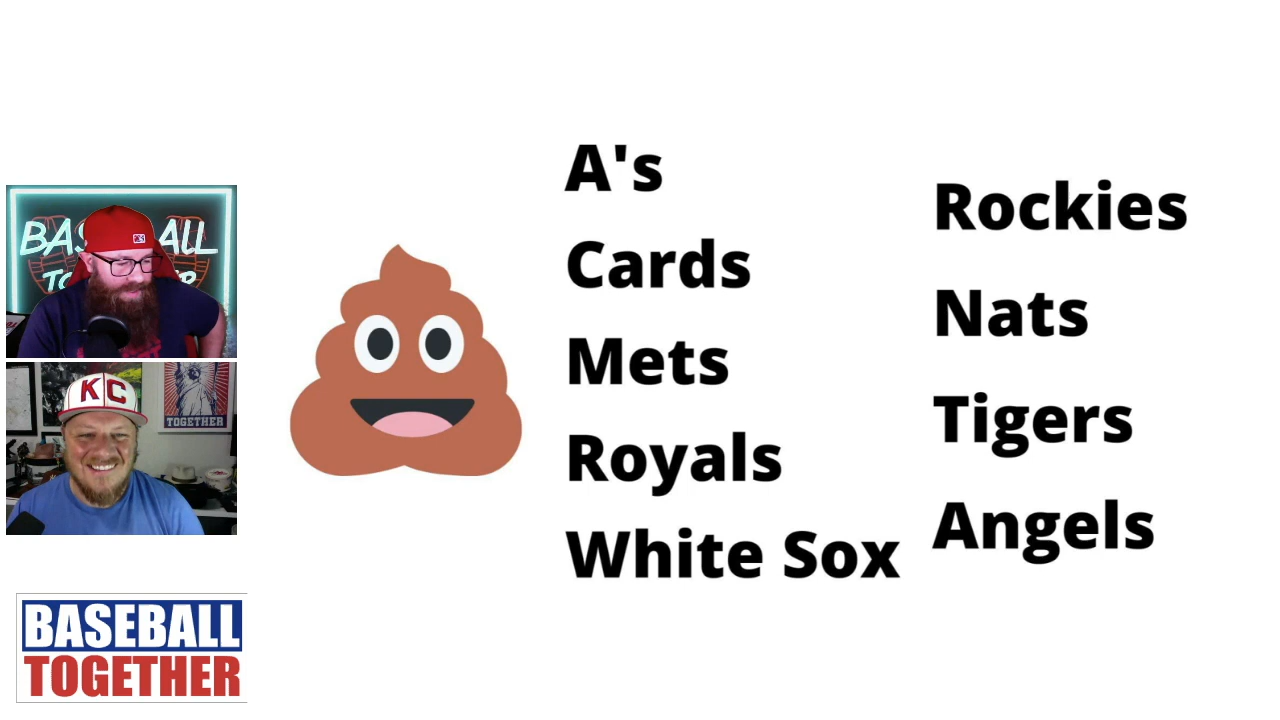 A's
Cards
Mets
Royals
White Sox
Rockies
Nats
Tigers
Angels
KC
TOGETHER
BASEBALL
TOGETHER